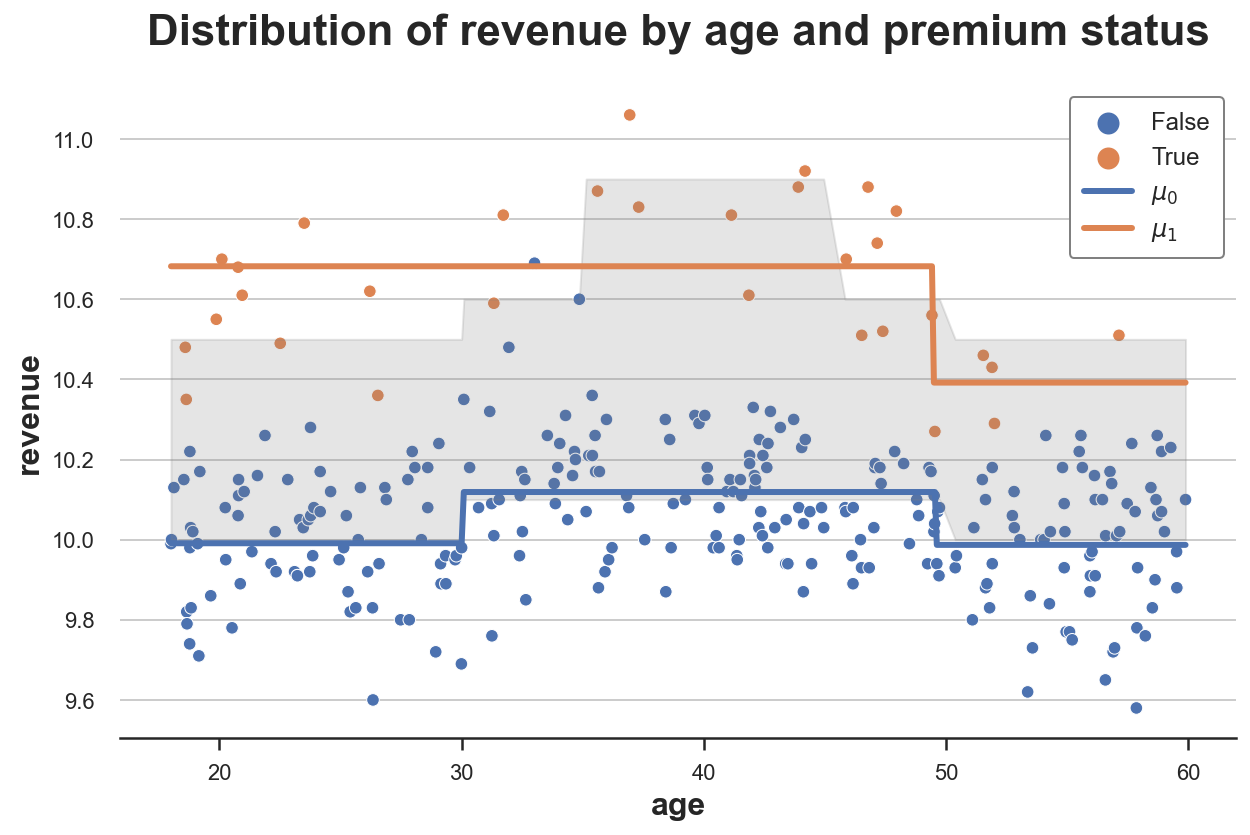 Distribution of revenue by age and premium status
False
True
μ0
μ1
11.0
10.8
10.6
10.4
10.2
10.0
9.8
9.6
revenue
20 30 40 50 60
age